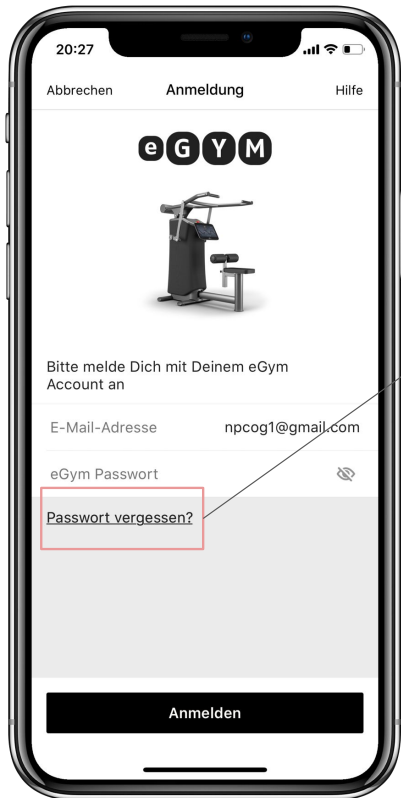 20:27
Abbrechen Anmeldung Hilfe
eGYM
Bitte melde Dich mit Deinem eGym
Account an
E-Mail-Adresse npcog1@gmail.com
eGym Passwort
Passwort vergessen?
Anmelden